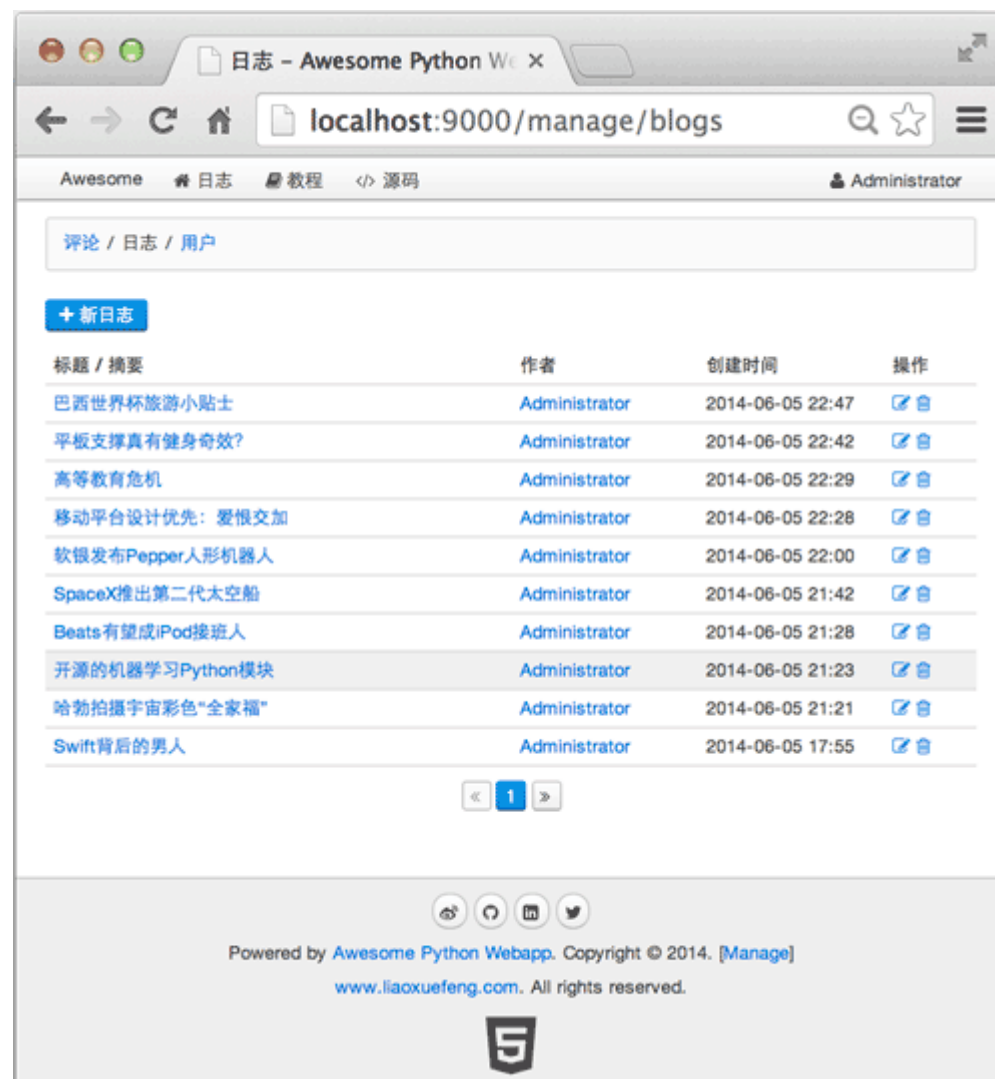 日志 – Awesome Python We
localhost:9000/manage/blogs
Awesome 日志 教程 源码 Administrator
评论 / 日志 / 用户
+ 新日志
标题 / 摘要 作者 创建时间 操作
巴西世界杯旅游小贴士 Administrator 2014-06-05 22:47
平板支撑真有健身奇效? Administrator 2014-06-05 22:42
高等教育危机 Administrator 2014-06-05 22:29
移动平台设计优先：爱恨交加 Administrator 2014-06-05 22:28
软银发布Pepper人形机器人 Administrator 2014-06-05 22:00
SpaceX推出第二代太空船 Administrator 2014-06-05 21:42
Beats有望成iPod接班人 Administrator 2014-06-05 21:28
开源的机器学习Python模块 Administrator 2014-06-05 21:23
哈勃拍摄宇宙彩色“全家福” Administrator 2014-06-05 21:21
Swift背后的男人 Administrator 2014-06-05 17:55
« 1 »
Powered by Awesome Python Webapp. Copyright © 2014. [Manage]
www.liaoxuefeng.com. All rights reserved.